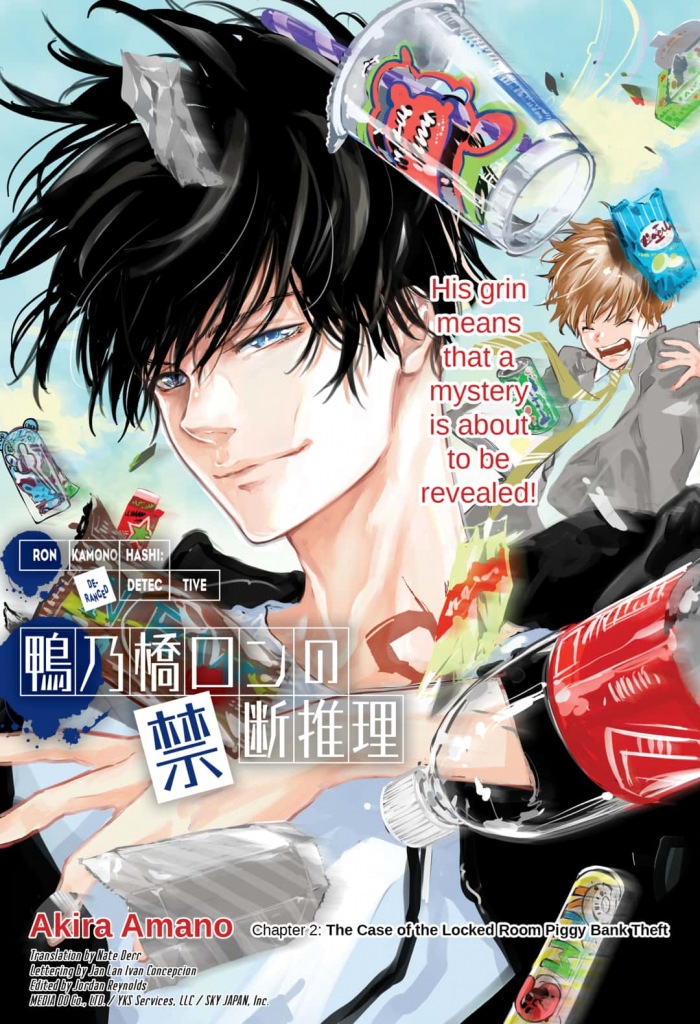 His grin
means
that a
mystery
is about
to be
revealed!
RON KAMONO HASHI:
DE-RANGED DETEC TIVE
鴨乃橋ロンの
禁断推理
Akira Amano
Chapter 2: The Case of the Locked Room Piggy Bank Theft
Translation by Nate Derr
Lettering by Jan Lan Ivan Concepcion
Edited by Jordan Reynolds
MEDIA DO Co., LTD. / YKS Services, LLC / SKY JAPAN, Inc.